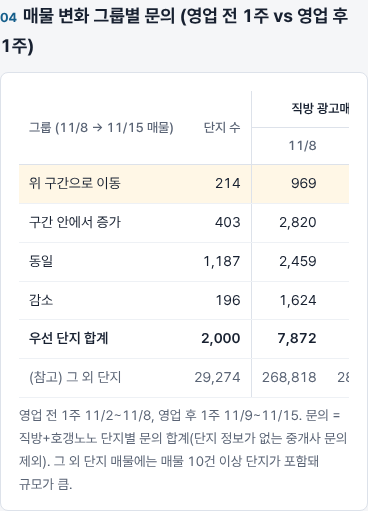 04 매물 변화 그룹별 문의 (영업 전 1주 vs 영업 후
1주)
직방 광고매
그룹 (11/8 → 11/15 매물) 단지 수
11/8
위 구간으로 이동 214 969
구간 안에서 증가 403 2,820
동일 1,187 2,459
감소 196 1,624
우선 단지 합계 2,000 7,872
(참고) 그 외 단지 29,274 268,818 28
영업 전 1주 11/2~11/8, 영업 후 1주 11/9~11/15. 문의 =
직방+호갱노노 단지별 문의 합계(단지 정보가 없는 중개사 문의
제외). 그 외 단지 매물에는 매물 10건 이상 단지가 포함돼
규모가 큼.